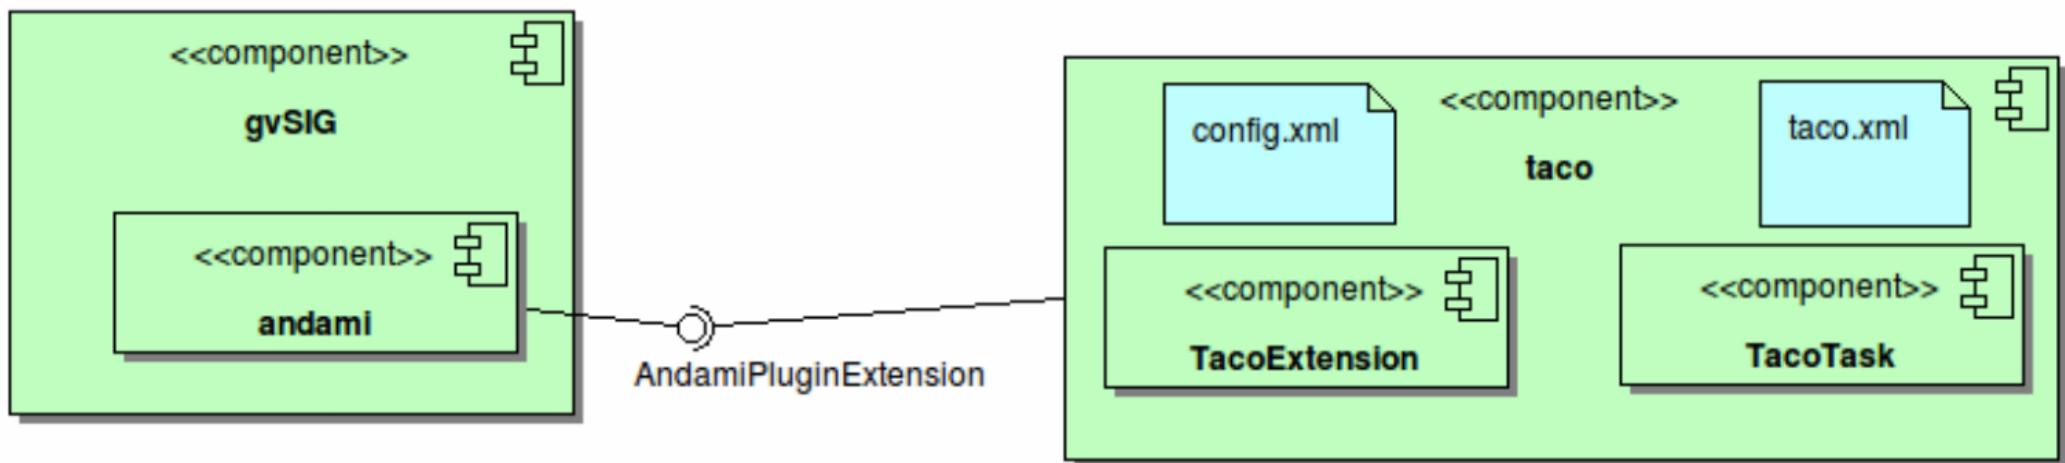 <<component>>
gvSIG
<<component>>
andami
AndamiPluginExtension
<<component>>
taco
config.xml
taco.xml
<<component>>
TacoExtension
<<component>>
TacoTask